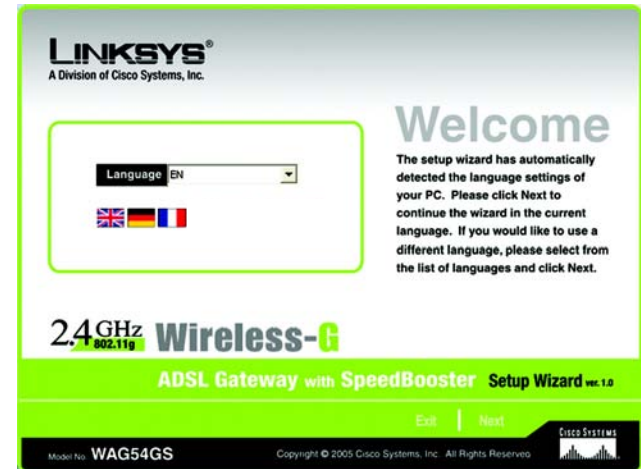 LINKSYS®
A Division of Cisco Systems, Inc.
Welcome
The setup wizard has automatically
detected the language settings of
your PC. Please click Next to
continue the wizard in the current
language. If you would like to use a
different language, please select from
the list of languages and click Next.
Language EN
2.4 GHz
802.11g
Wireless-G
ADSL Gateway with SpeedBooster Setup Wizard ver. 1.0
Exit | Next
Model No. WAG54GS
Copyright © 2005 Cisco Systems, Inc. All Rights Reserved
CISCO SYSTEMS